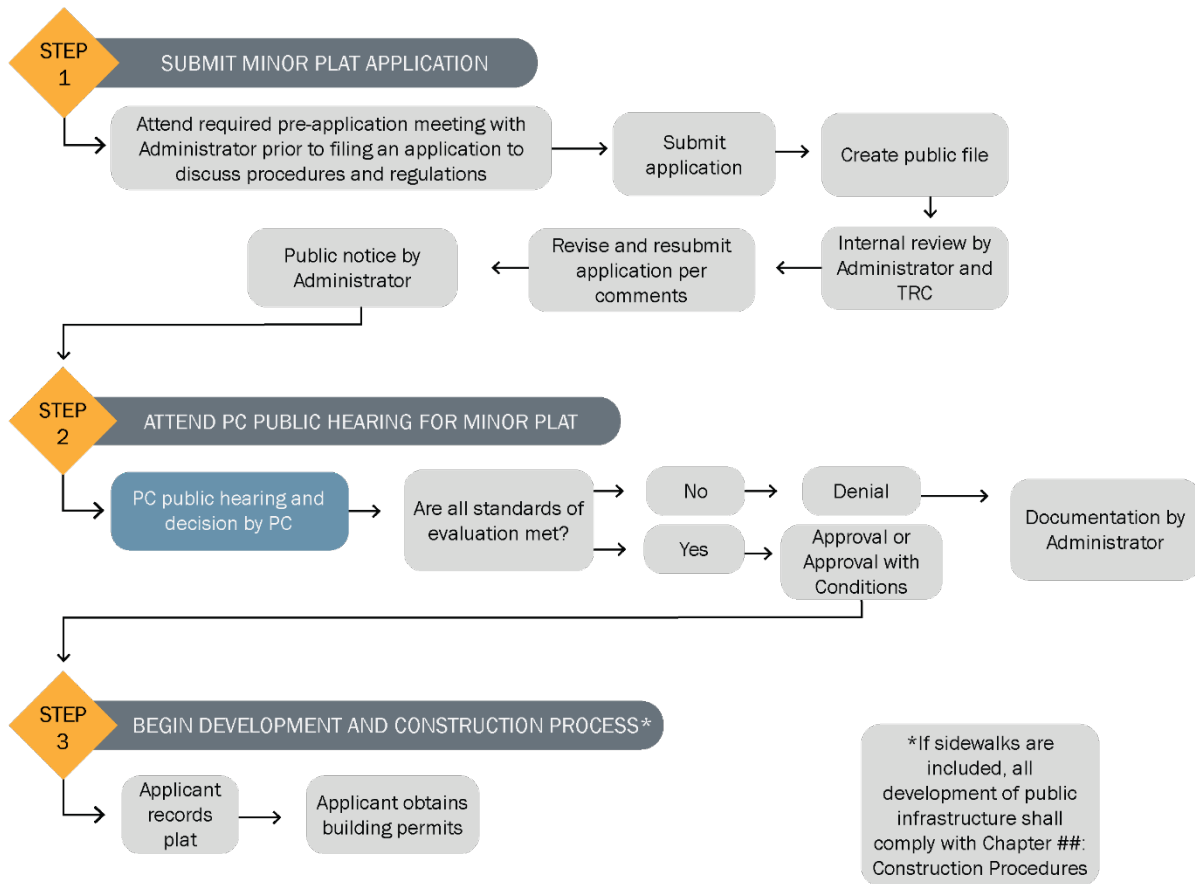 STEP
1
SUBMIT MINOR PLAT APPLICATION
Attend required pre-application meeting with
Administrator prior to filing an application to
discuss procedures and regulations
Submit
application
Create public file
Internal review by
Administrator and
TRC
Revise and resubmit
application per
comments
Public notice by
Administrator
STEP
2
ATTEND PC PUBLIC HEARING FOR MINOR PLAT
PC public hearing and
decision by PC
Are all standards of
evaluation met?
No
Denial
Documentation by
Administrator
Yes
Approval or
Approval with
Conditions
STEP
3
BEGIN DEVELOPMENT AND CONSTRUCTION PROCESS*
Applicant
records
plat
Applicant obtains
building permits
*If sidewalks are
included, all
development of public
infrastructure shall
comply with Chapter ##:
Construction Procedures